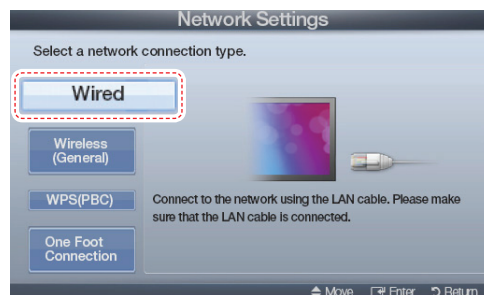 Network Settings
Select a network connection type.
Wired
Wireless
(General)
WPS(PBC)
Connect to the network using the LAN cable. Please make
sure that the LAN cable is connected.
One Foot
Connection
Move Enter Return